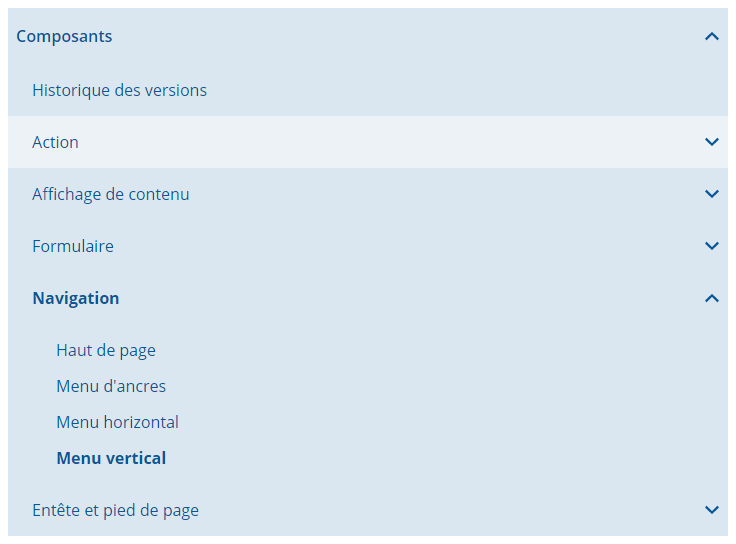 Composants
Historique des versions
Action
Affichage de contenu
Formulaire
Navigation
Haut de page
Menu d'ancres
Menu horizontal
Menu vertical
Entête et pied de page